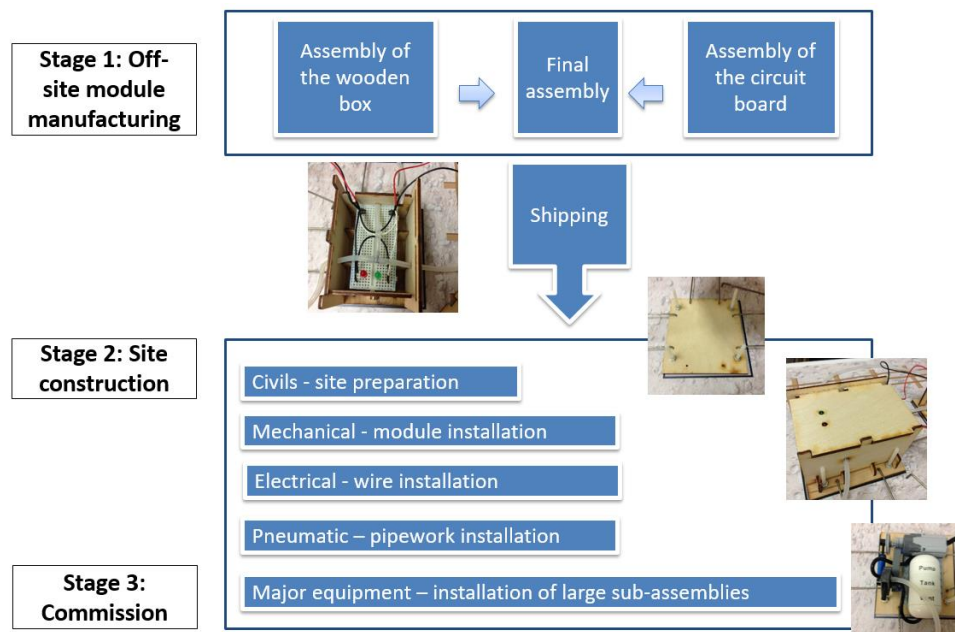 Stage 1: Off-
site module
manufacturing
Assembly of
the wooden
box
Final
assembly
Assembly of
the circuit
board
Shipping
Stage 2: Site
construction
Civils - site preparation
Mechanical - module installation
Electrical - wire installation
Pneumatic – pipework installation
Stage 3:
Commission
Major equipment – installation of large sub-assemblies
Pump
Tank